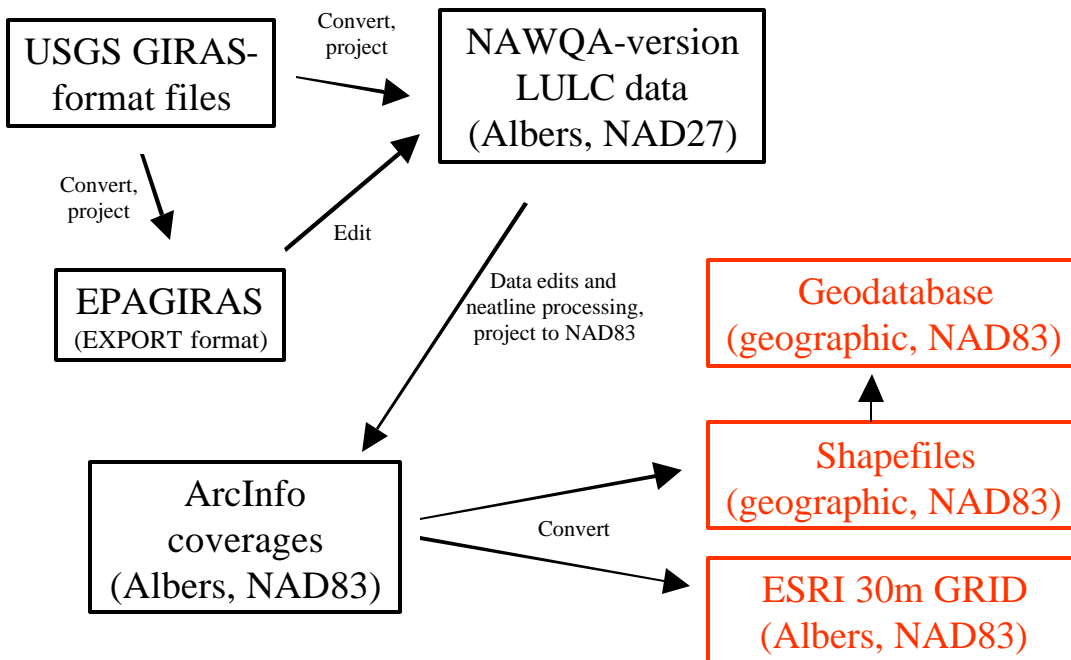 USGS GIRAS-
format files
Convert,
project
NAWQA-version
LULC data
(Albers, NAD27)
Convert,
project
Edit
EPAGIRAS
(EXPORT format)
Data edits and
neatline processing,
project to NAD83
Geodatabase
(geographic, NAD83)
ArcInfo
coverages
(Albers, NAD83)
Convert
Shapefiles
(geographic, NAD83)
ESRI 30m GRID
(Albers, NAD83)